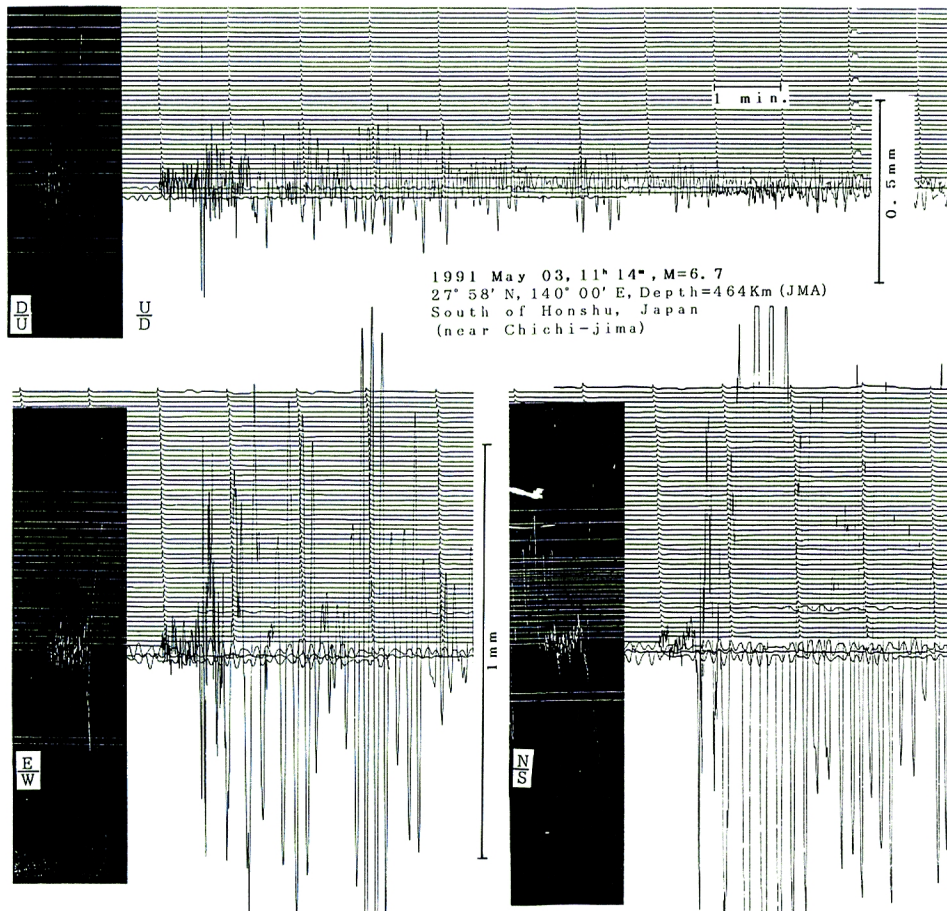 1 min.
0.5mm
1991 May 03, 11ʰ 14ᵐ, M=6.7
27° 58' N, 140° 00' E, Depth=464Km (JMA)
South of Honshu, Japan
(near Chichi-jima)
D
U
U
D
1mm
E
W
N
S